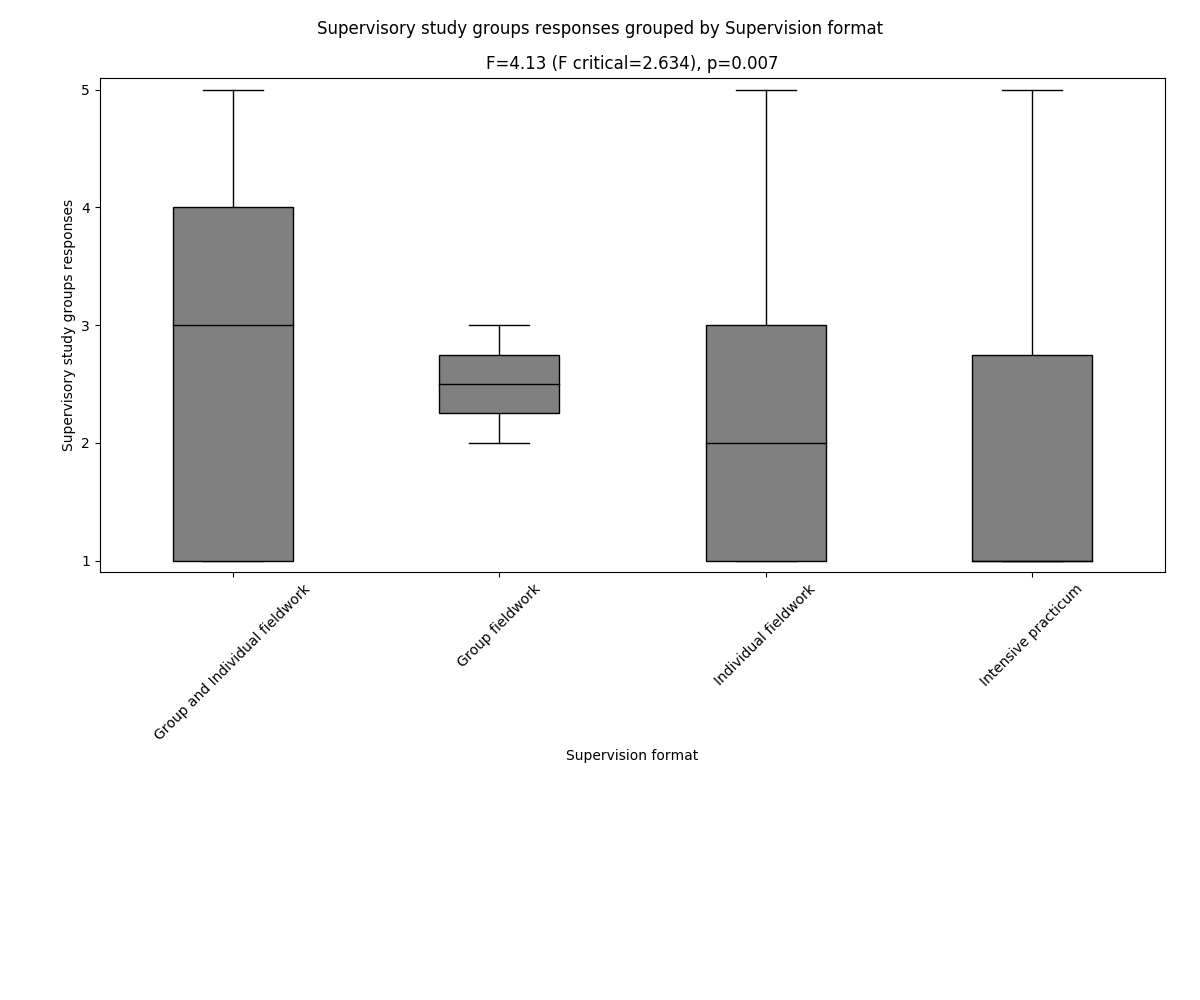 Supervisory study groups responses grouped by Supervision format
F=4.13 (F critical=2.634), p=0.007
Supervisory study groups responses
5
4
3
2
1
Group and Individual fieldwork
Group fieldwork
Individual fieldwork
Intensive practicum
Supervision format